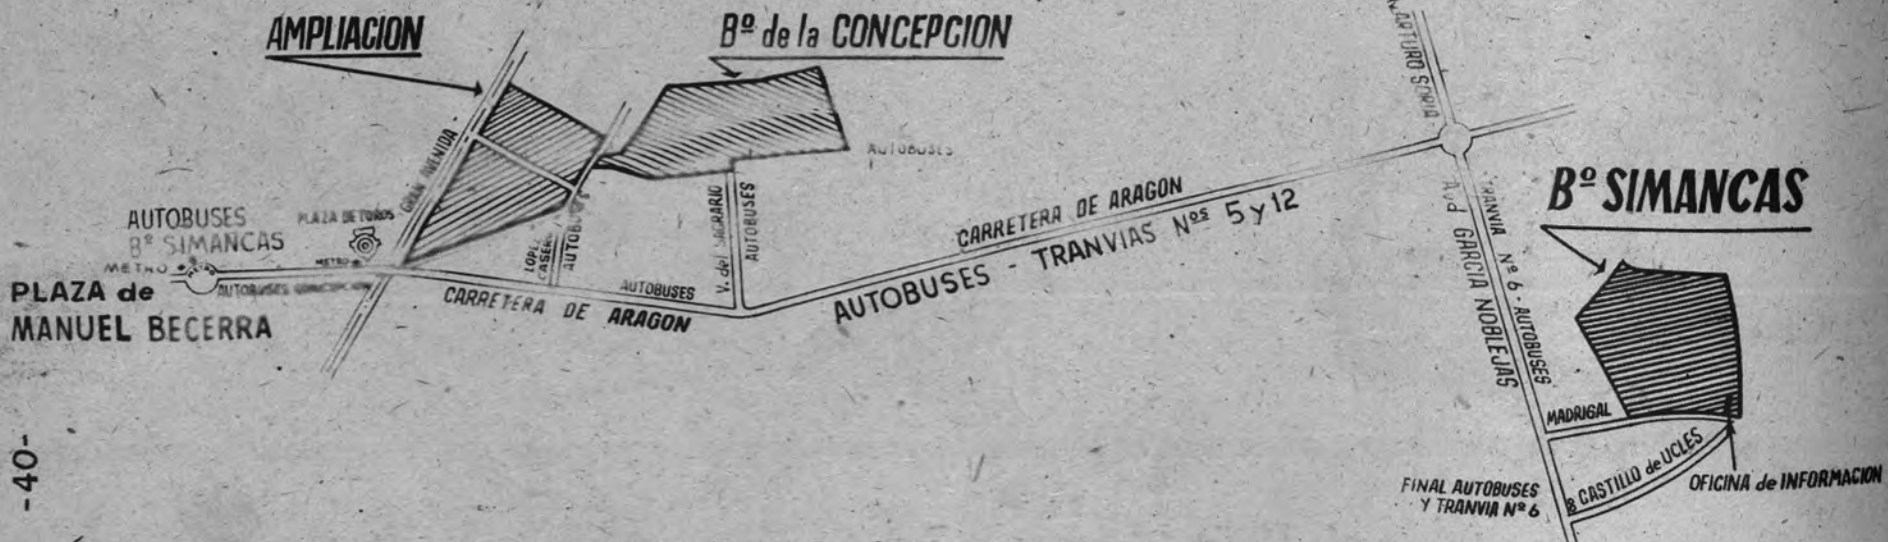 AMPLIACION
Bº de la CONCEPCION
ARTURO SORIA
GRAN AVENIDA
AUTOBUSES
AUTOBUSES
Bº SIMANCAS
PLAZA DE TOROS
METRO
METRO
AUTOBUSES CONCEPCION
PLAZA de
MANUEL BECERRA
LOPEZ
CASERO
AUTOBUSES
V. del SAGRARIO
AUTOBUSES
AUTOBUSES
CARRETERA DE ARAGON
CARRETERA DE ARAGON
AUTOBUSES - TRANVIAS Nºs 5 y 12
Bº SIMANCAS
TRANVIA Nº 6 - AUTOBUSES
Avd GARCIA NOBLEJAS
MADRIGAL
CASTILLO de UCLES
OFICINA de INFORMACION
FINAL AUTOBUSES
Y TRANVIA Nº 6
-40-